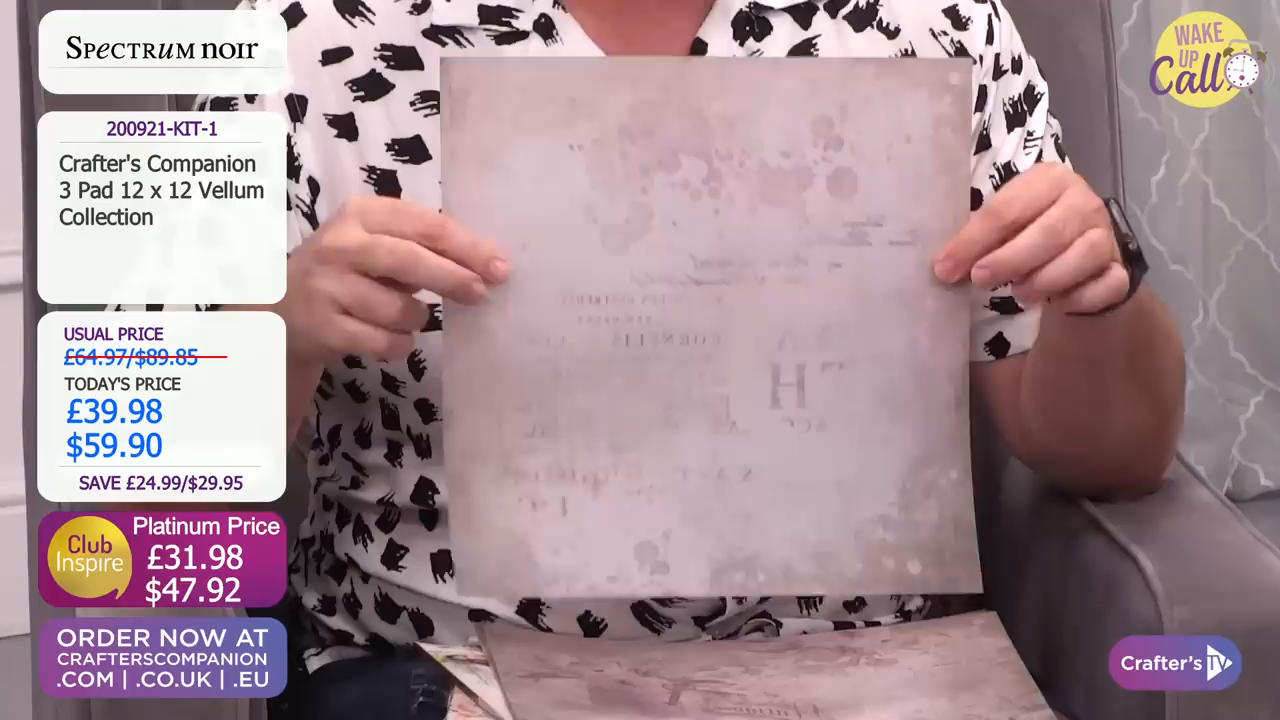 SPECTRUM noir
200921-KIT-1
Crafter's Companion
3 Pad 12 x 12 Vellum
Collection
USUAL PRICE
£64.97/$89.85
TODAY'S PRICE
£39.98
$59.90
SAVE £24.99/$29.95
Club
Inspire
Platinum Price
£31.98
$47.92
ORDER NOW AT
CRAFTERSCOMPANION
.COM | .CO.UK | .EU
WAKE
UP
Call
CORNELIS
H
Crafter's TV